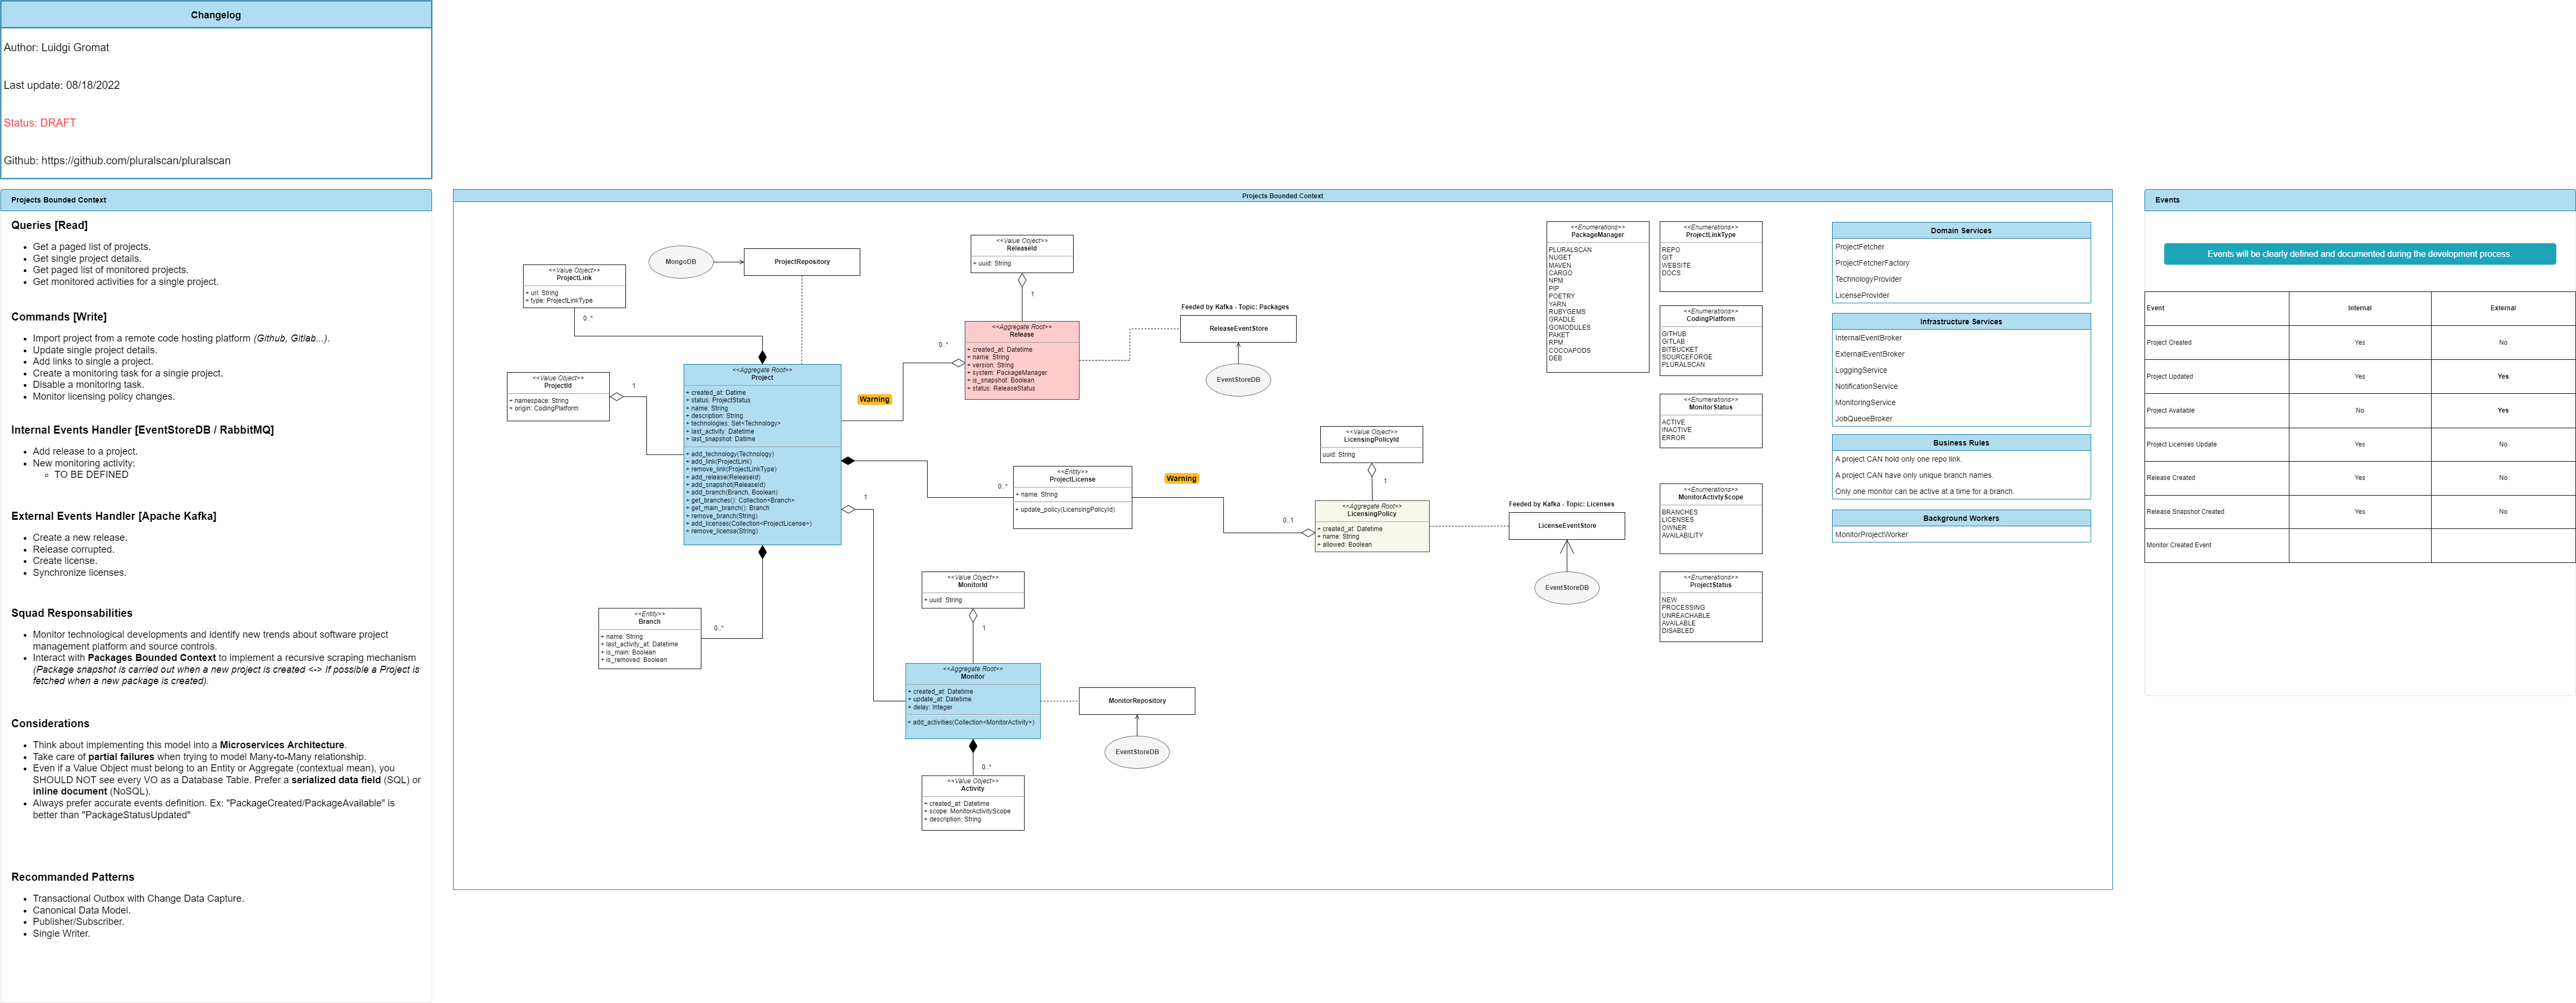 Changelog
Author: Luidgi Gromat
Last update: 08/18/2022
Status: DRAFT
Github: https://github.com/pluralscan/pluralscan
Projects Bounded Context
Queries [Read]
Get a paged list of projects.
Get single project details.
Get paged list of monitored projects.
Get monitored activities for a single project.
Commands [Write]
Import project from a remote code hosting platform (Github, Gitlab...).
Update single project details.
Add links to single a project.
Create a monitoring task for a single project.
Disable a monitoring task.
Monitor licensing policy changes.
Internal Events Handler [EventStoreDB / RabbitMQ]
Add release to a project.
New monitoring activity:
TO BE DEFINED
External Events Handler [Apache Kafka]
Create a new release.
Release corrupted.
Create license.
Synchronize licenses.
Squad Responsabilities
Monitor technological developments and identify new trends about software project
management platform and source controls.
Interact with Packages Bounded Context to implement a recursive scraping mechanism
(Package snapshot is carried out when a new project is created <-> If possible a Project is
fetched when a new package is created).
Considerations
Think about implementing this model into a Microservices Architecture.
Take care of partial failures when trying to model Many-to-Many relationship.
Even if a Value Object must belong to an Entity or Aggregate (contextual mean), you
SHOULD NOT see every VO as a Database Table. Prefer a serialized data field (SQL) or
inline document (NoSQL).
Always prefer accurate events definition. Ex: "PackageCreated/PackageAvailable" is
better than "PackageStatusUpdated"
Recommanded Patterns
Transactional Outbox with Change Data Capture.
Canonical Data Model.
Publisher/Subscriber.
Single Writer.
Projects Bounded Context
<<Value Object>>
ProjectLink
+ url: String
+ type: ProjectLinkType
0..*
MongoDB
ProjectRepository
<<Value Object>>
ProjectId
+ namespace: String
+ origin: CodingPlatform
1
<<Aggregate Root>>
Project
+ created_at: Datime
+ status: ProjectStatus
+ name: String
+ description: String
+ technologies: Set<Technology>
+ last_activity: Datetime
+ last_snapshot: Datime
+ add_technology(Technology)
+ add_link(ProjectLink)
+ remove_link(ProjectLinkType)
+ add_release(ReleaseId)
+ add_snapshot(ReleaseId)
+ add_branch(Branch, Boolean)
+ get_branches(): Collection<Branch>
+ get_main_branch(): Branch
+ remove_branch(String)
+ add_licenses(Collection<ProjectLicense>)
+ remove_license(String)
<<Entity>>
Branch
+ name: String
+ last_activity_at: Datetime
+ is_main: Boolean
+ is_removed: Boolean
0..*
<<Value Object>>
ReleaseId
+ uuid: String
1
<<Aggregate Root>>
Release
+ created_at: Datetime
+ name: String
+ version: String
+ system: PackageManager
+ is_snapshot: Boolean
+ status: ReleaseStatus
0..*
Warning
Feeded by Kafka - Topic: Packages
ReleaseEventStore
EventStoreDB
<<Entity>>
ProjectLicense
+ name: String
+ update_policy(LicensingPolicyId)
0..*
1
Warning
<<Value Object>>
LicensingPolicyId
uuid: String
1
<<Aggregate Root>>
LicensingPolicy
+ created_at: Datetime
+ name: String
+ allowed: Boolean
0..1
Feeded by Kafka - Topic: Licenses
LicenseEventStore
EventStoreDB
<<Value Object>>
MonitorId
+ uuid: String
1
<<Aggregate Root>>
Monitor
+ created_at: Datetime
+ update_at: Datetime
+ delay: Integer
+ add_activities(Collection<MonitorActivity>)
MonitorRepository
EventStoreDB
0..*
<<Value Object>>
Activity
+ created_at: Datetime
+ scope: MonitorActivityScope
+ description: String
<<Enumerations>>
PackageManager
PLURALSCAN
NUGET
MAVEN
CARGO
NPM
PIP
POETRY
YARN
RUBYGEMS
GRADLE
GOMODULES
PAKET
RPM
COCOAPODS
DEB
<<Enumerations>>
ProjectLinkType
REPO
GIT
WEBSITE
DOCS
<<Enumerations>>
CodingPlatform
GITHUB
GITLAB
BITBUCKET
SOURCEFORGE
PLURALSCAN
<<Enumerations>>
MonitorStatus
ACTIVE
INACTIVE
ERROR
<<Enumerations>>
MonitorActivtyScope
BRANCHES
LICENSES
OWNER
AVAILABILITY
<<Enumerations>>
ProjectStatus
NEW
PROCESSING
UNREACHABLE
AVAILABLE
DISABLED
Domain Services
ProjectFetcher
ProjectFetcherFactory
TechnologyProvider
LicenseProvider
Infrastructure Services
InternalEventBroker
ExternalEventBroker
LoggingService
NotificationService
MonitoringService
JobQueueBroker
Business Rules
A project CAN hold only one repo link.
A project CAN have only unique branch names.
Only one monitor can be active at a time for a branch.
Background Workers
MonitorProjectWorker
Events
Events will be clearly defined and documented during the development process.
Event Internal External
Project Created Yes No
Project Updated Yes Yes
Project Available No Yes
Project Licenses Update Yes No
Release Created Yes No
Release Snapshot Created Yes No
Monitor Created Event